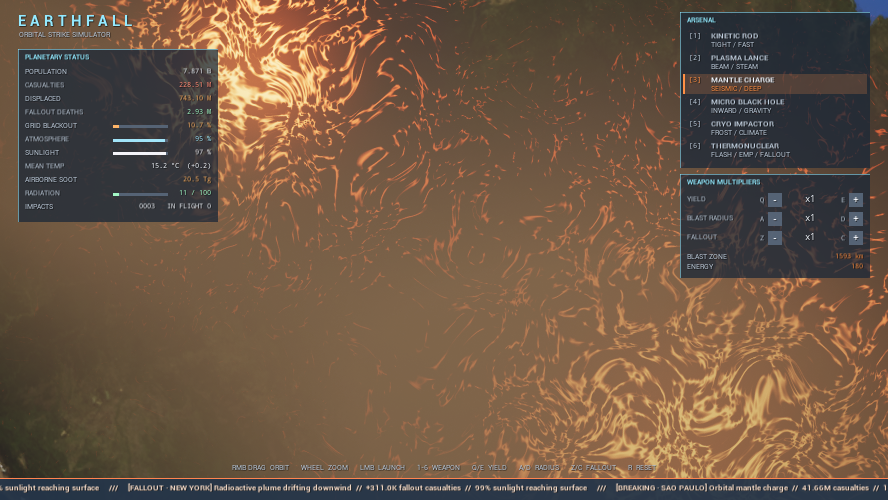 EARTHFALL
ORBITAL STRIKE SIMULATOR
PLANETARY STATUS
POPULATION 7.871 B
CASUALTIES 228.51 M
DISPLACED 743.10 M
FALLOUT DEATHS 2.93 M
GRID BLACKOUT 10.7 %
ATMOSPHERE 95 %
SUNLIGHT 97 %
MEAN TEMP 15.2 °C (+0.2)
AIRBORNE SOOT 20.5 Tg
RADIATION 11 / 100
IMPACTS 0003 IN FLIGHT 0
ARSENAL
[1] KINETIC ROD
TIGHT / FAST
[2] PLASMA LANCE
BEAM / STEAM
[3] MANTLE CHARGE
SEISMIC / DEEP
[4] MICRO BLACK HOLE
INWARD / GRAVITY
[5] CRYO IMPACTOR
FROST / CLIMATE
[6] THERMONUCLEAR
FLASH / EMP / FALLOUT
WEAPON MULTIPLIERS
YIELD Q - x1 E +
BLAST RADIUS A - x1 D +
FALLOUT Z - x1 C +
BLAST ZONE 1593 km
ENERGY 180
RMB DRAG ORBIT WHEEL ZOOM LMB LAUNCH 1-6 WEAPON Q/E YIELD A/D RADIUS Z/C FALLOUT R RESET
sunlight reaching surface /// [FALLOUT · NEW YORK] Radioactive plume drifting downwind // +311.0K fallout casualties // 99% sunlight reaching surface /// [BREAKING · SAO PAULO] Orbital mantle charge // 41.66M casualties //